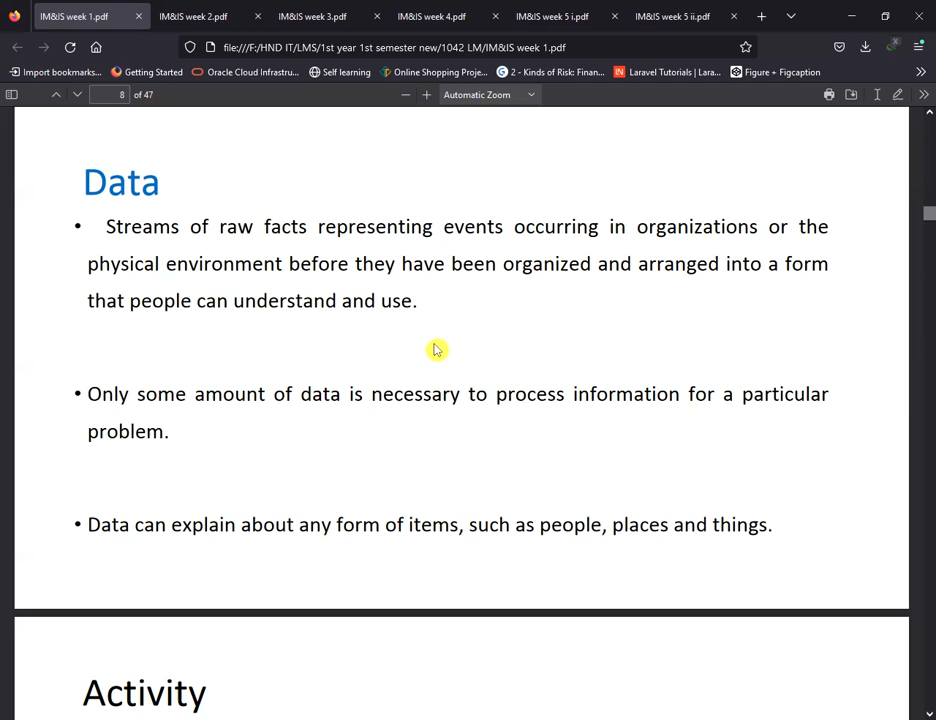 IM&IS week 1.pdf
IM&IS week 2.pdf
IM&IS week 3.pdf
IM&IS week 4.pdf
IM&IS week 5 i.pdf
IM&IS week 5 ii.pdf
file:///F:/HND IT/LMS/1st year 1st semester new/1042 LM/IM&IS week 1.pdf
Import bookmarks... Getting Started Oracle Cloud Infrastru... Self learning Online Shopping Proje... 2 - Kinds of Risk: Finan... Laravel Tutorials | Lara... Figure + Figcaption
8 of 47 Automatic Zoom
Data
• Streams of raw facts representing events occurring in organizations or the
physical environment before they have been organized and arranged into a form
that people can understand and use.
• Only some amount of data is necessary to process information for a particular
problem.
• Data can explain about any form of items, such as people, places and things.
Activity